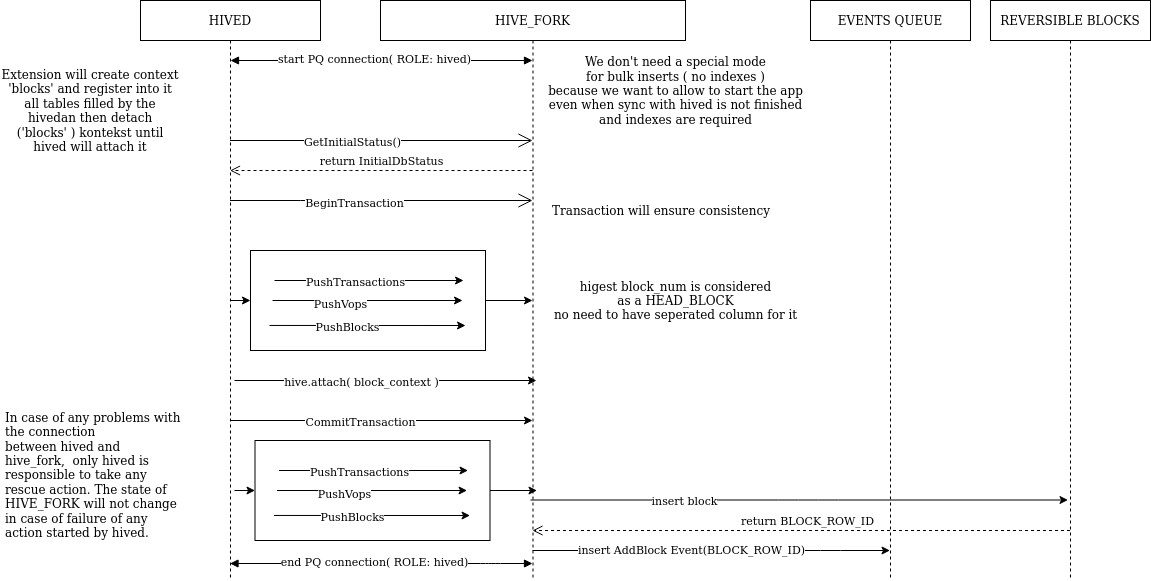 HIVED
HIVE_FORK
EVENTS QUEUE
REVERSIBLE BLOCKS
start PQ connection( ROLE: hived)
We don't need a special mode
for bulk inserts ( no indexes )
because we want to allow to start the app
even when sync with hived is not finished
and indexes are required
Extension will create context
'blocks' and register into it
all tables filled by the
hivedan then detach
('blocks' ) kontekst until
hived will attach it
GetInitialStatus()
return InitialDbStatus
BeginTransaction
Transaction will ensure consistency
PushTransactions
PushVops
PushBlocks
higest block_num is considered
as a HEAD_BLOCK
no need to have seperated column for it
hive.attach( block_context )
CommitTransaction
In case of any problems with
the connection
between hived and
hive_fork,  only hived is
responsible to take any
rescue action. The state of
HIVE_FORK will not change
in case of failure of any
action started by hived.
PushTransactions
PushVops
PushBlocks
insert block
return BLOCK_ROW_ID
insert AddBlock Event(BLOCK_ROW_ID)
end PQ connection( ROLE: hived)